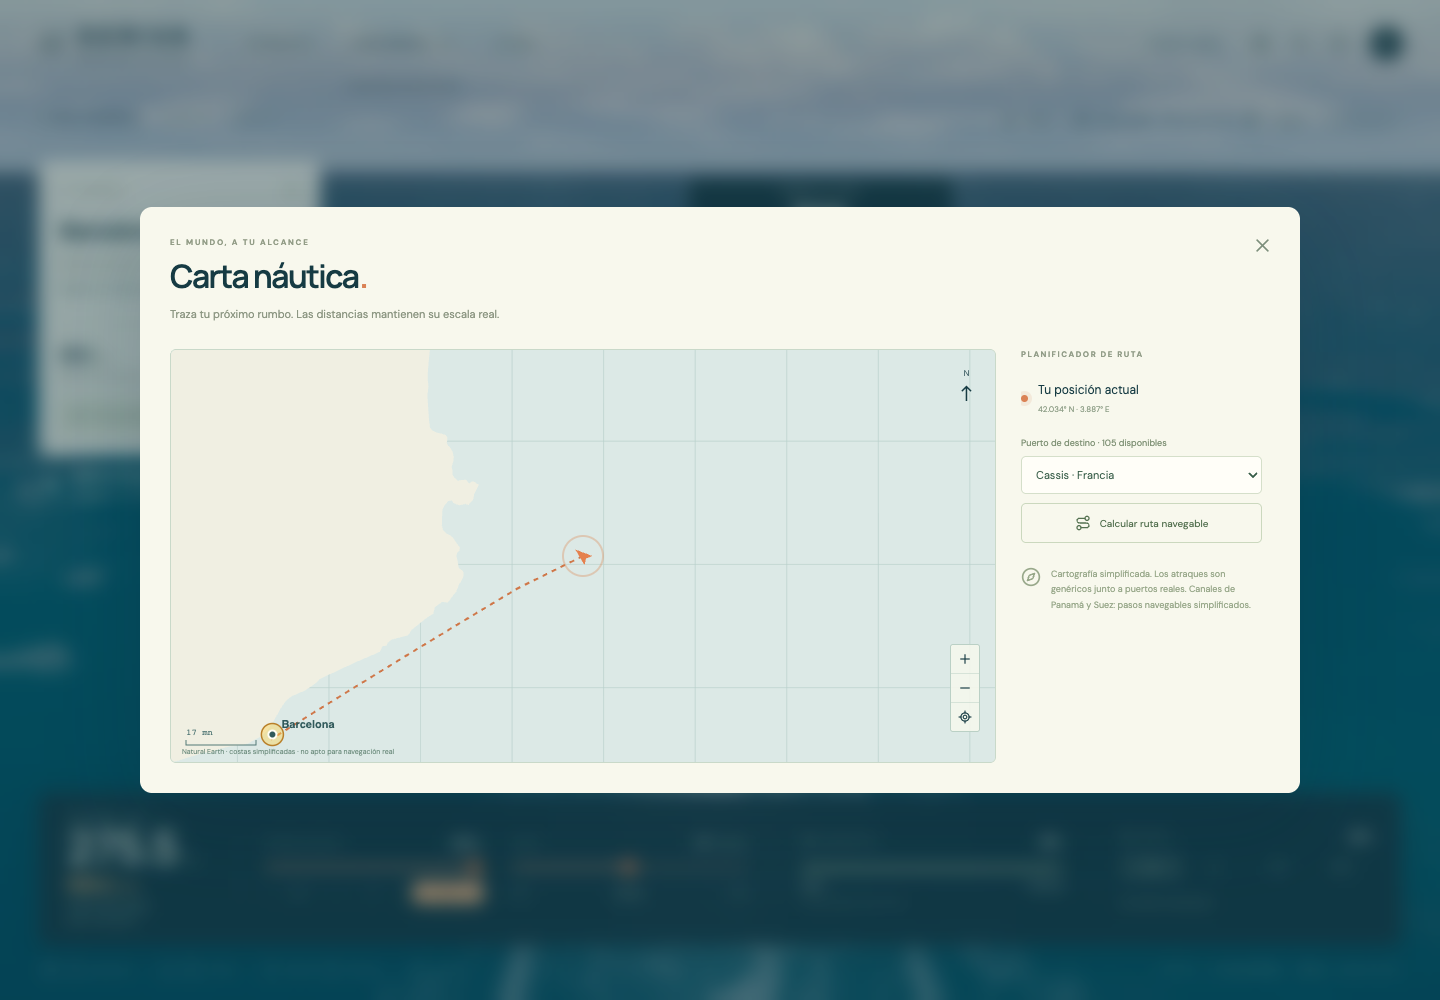 EL MUNDO, A TU ALCANCE
Carta náutica.
Traza tu próximo rumbo. Las distancias mantienen su escala real.
N
Barcelona
17 mn
Natural Earth · costas simplificadas · no apto para navegación real
PLANIFICADOR DE RUTA
Tu posición actual
42.034° N · 3.887° E
Puerto de destino · 105 disponibles
Cassis · Francia
Calcular ruta navegable
Cartografía simplificada. Los atraques son
genéricos junto a puertos reales. Canales de
Panamá y Suez: pasos navegables simplificados.